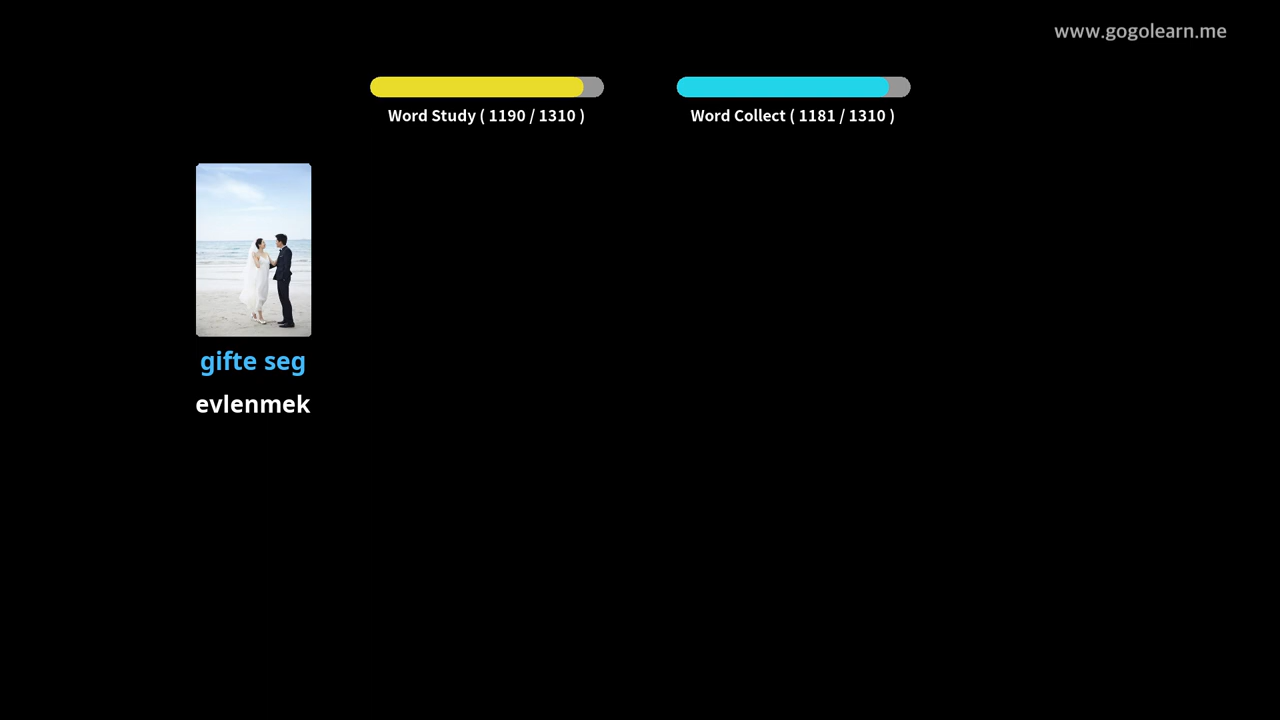 www.gogolearn.me
Word Study ( 1190 / 1310 )
Word Collect ( 1181 / 1310 )
gifte seg
evlenmek